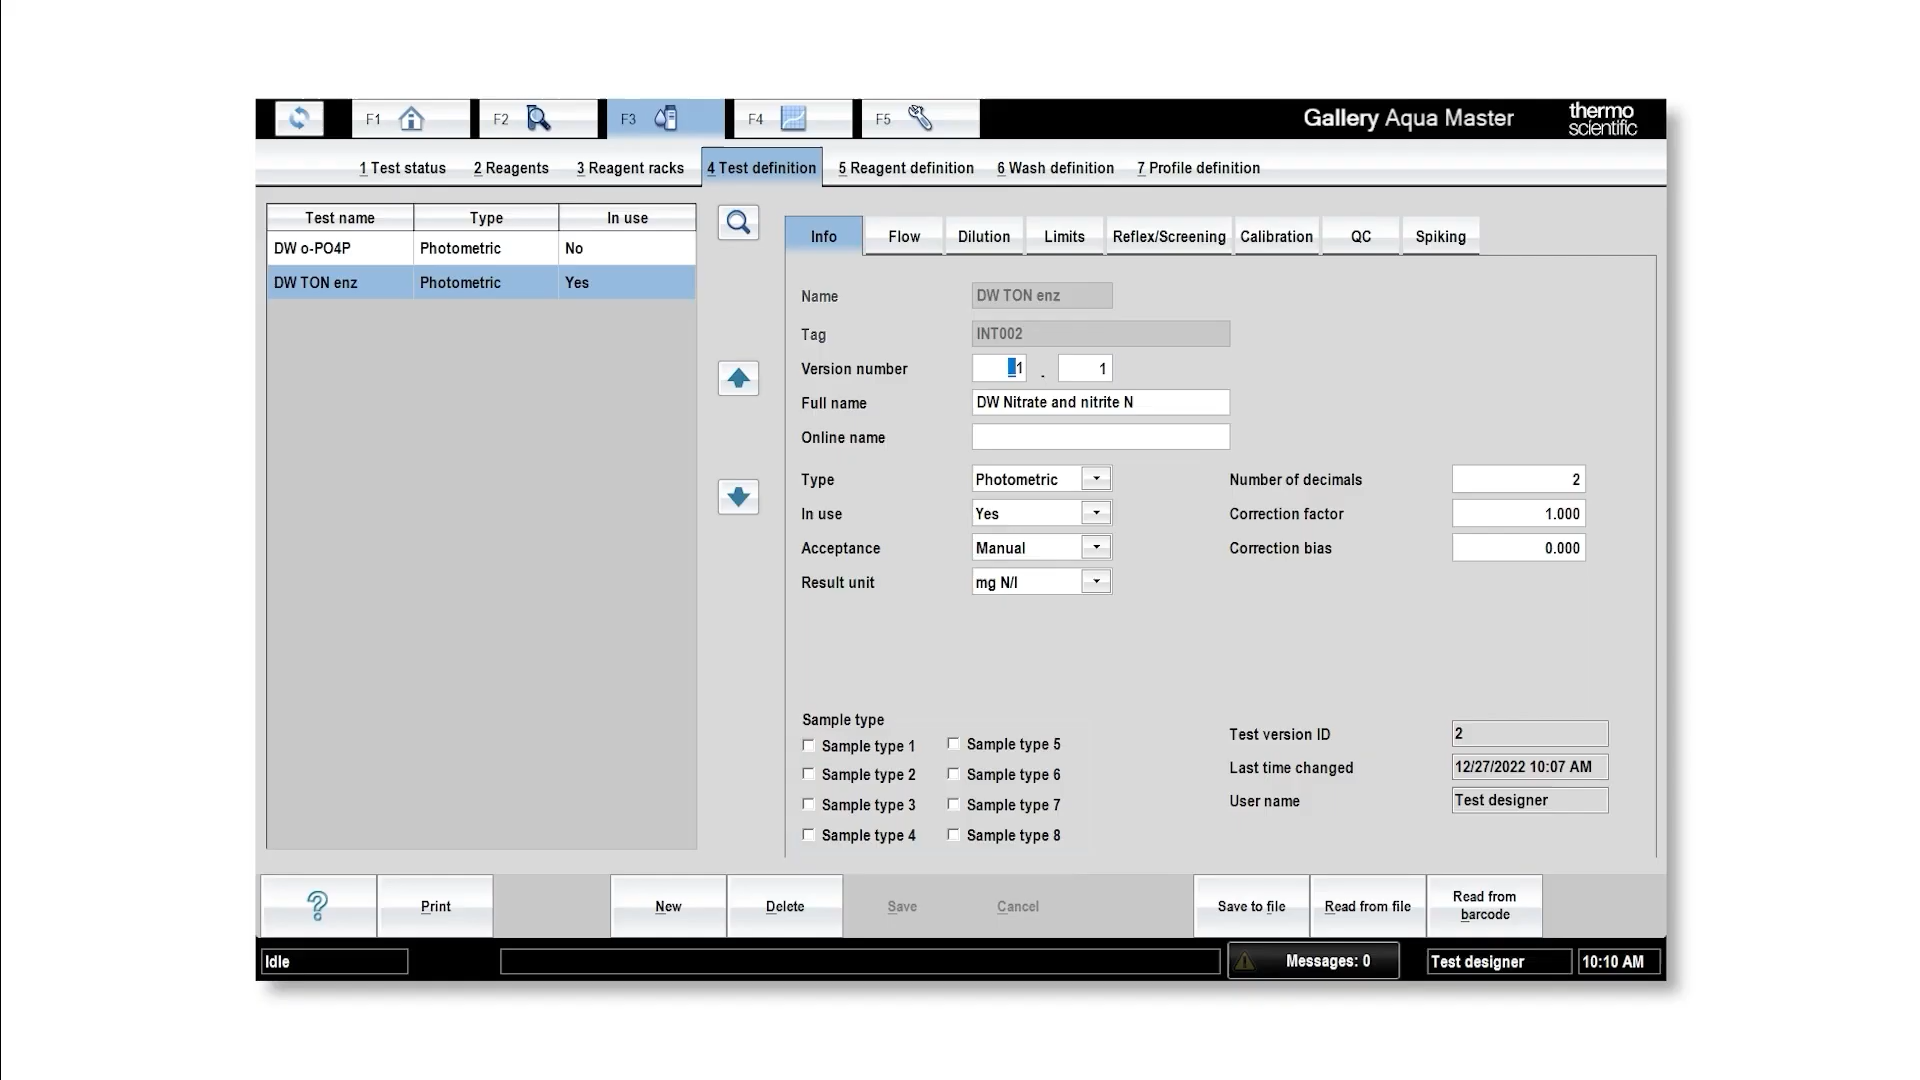 F1 F2 F3 F4 F5 Gallery Aqua Master thermo scientific
1 Test status 2 Reagents 3 Reagent racks 4 Test definition 5 Reagent definition 6 Wash definition 7 Profile definition
Test name Type In use
DW o-PO4P Photometric No
DW TON enz Photometric Yes
Info Flow Dilution Limits Reflex/Screening Calibration QC Spiking
Name DW TON enz
Tag INT002
Version number 1 . 1
Full name DW Nitrate and nitrite N
Online name
Type Photometric Number of decimals 2
In use Yes Correction factor 1.000
Acceptance Manual Correction bias 0.000
Result unit mg N/l
Sample type
Sample type 1 Sample type 5
Sample type 2 Sample type 6
Sample type 3 Sample type 7
Sample type 4 Sample type 8
Test version ID 2
Last time changed 12/27/2022 10:07 AM
User name Test designer
? Print New Delete Save Cancel Save to file Read from file Read from barcode
Idle Messages: 0 Test designer 10:10 AM